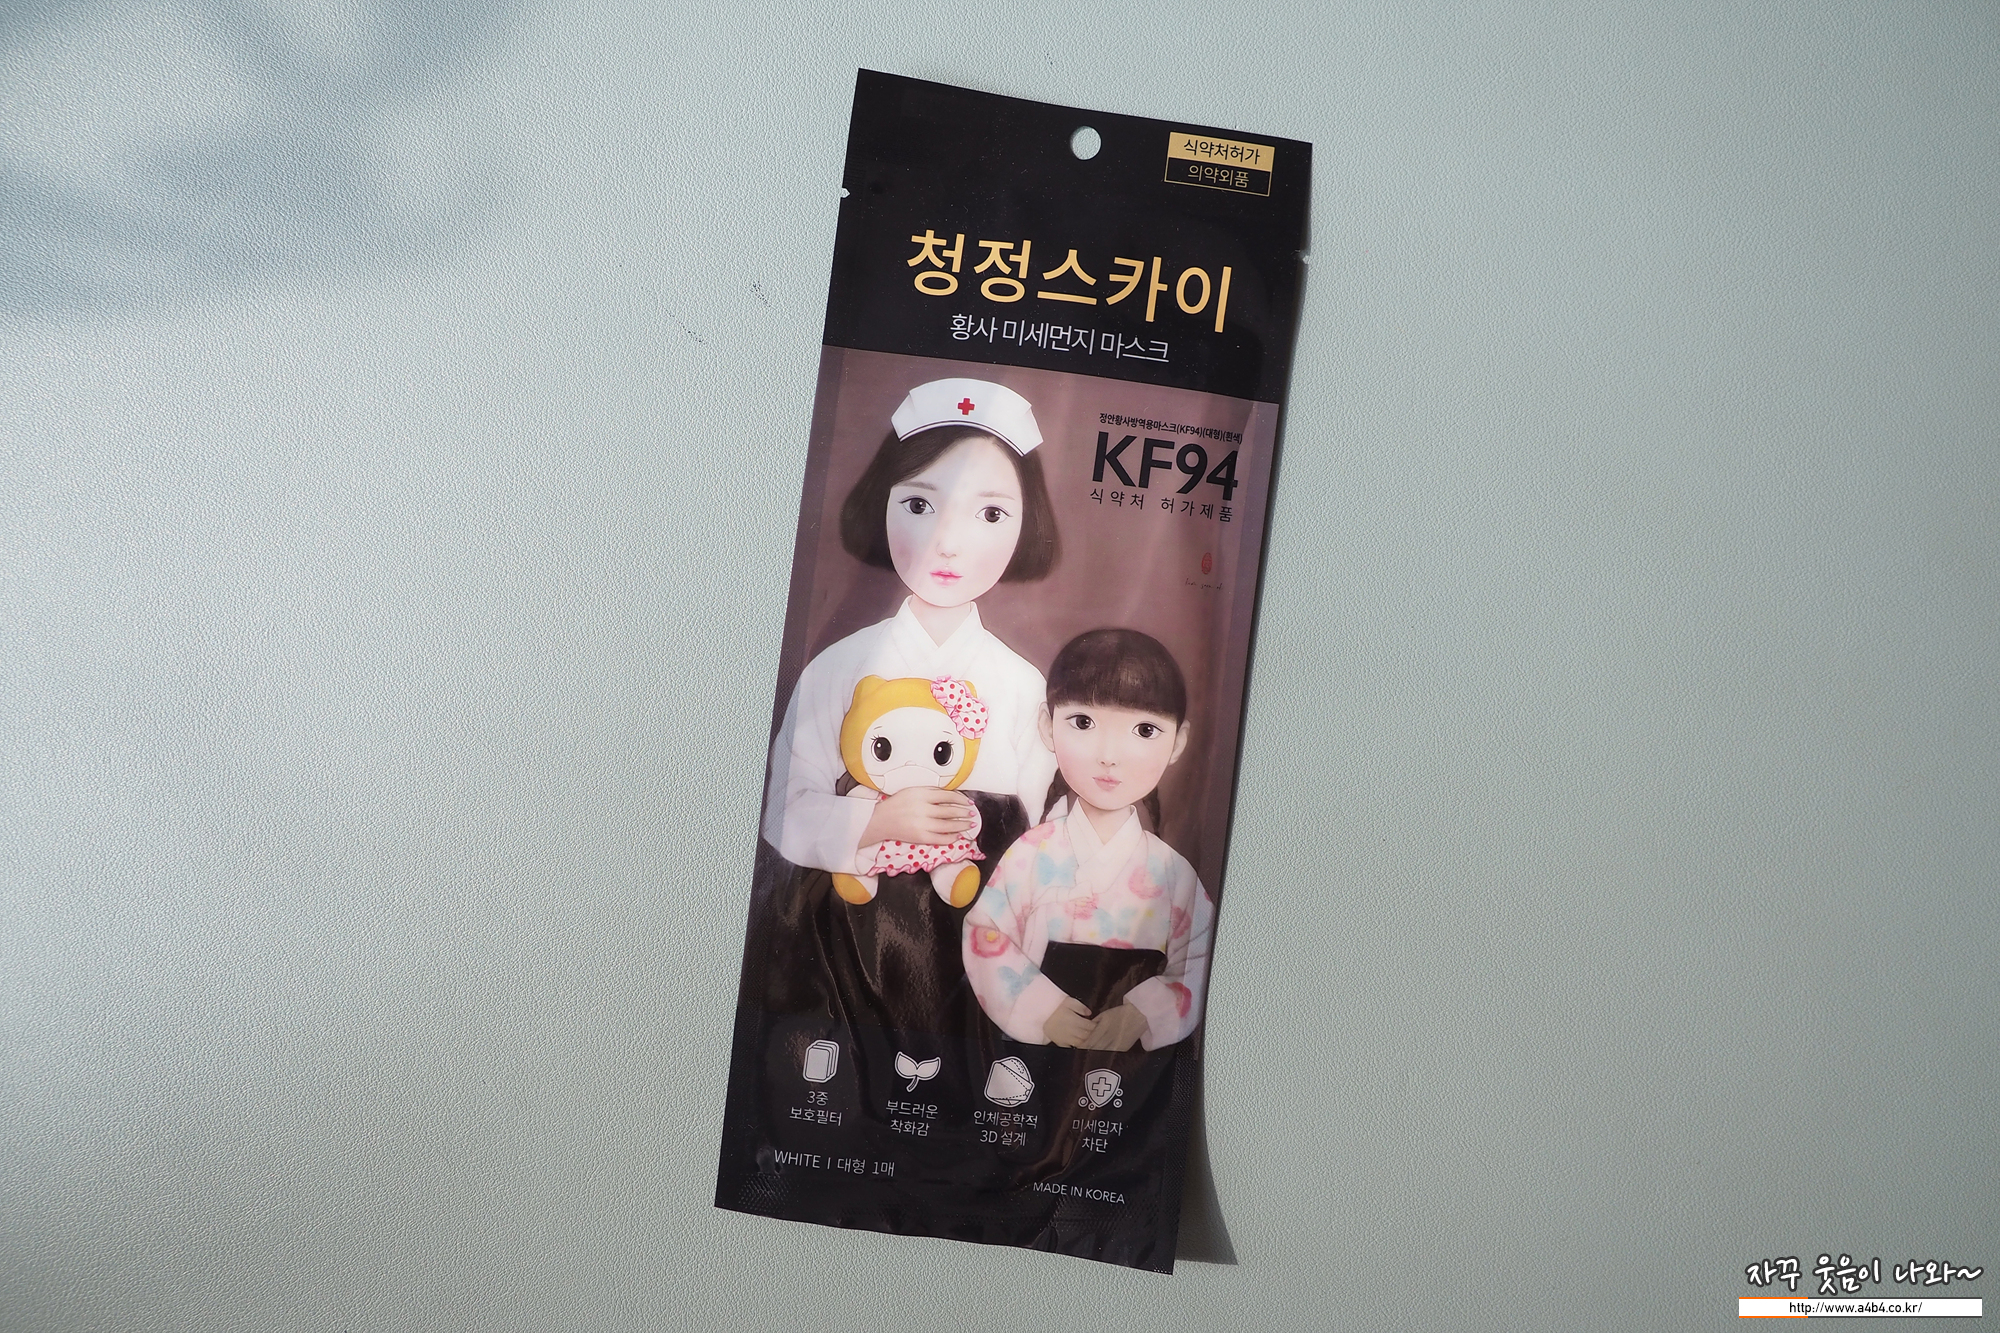 식약처허가
의약외품
청정스카이
황사 미세먼지 마스크
정안황사방역용마스크(KF94)(대형)(흰색)
KF94
식약처 허가제품
3중
보호필터
부드러운
착화감
인체공학적
3D 설계
미세입자
차단
WHITE I 대형 1매
MADE IN KOREA
자꾸 웃음이 나와~
http://www.a4b4.co.kr/